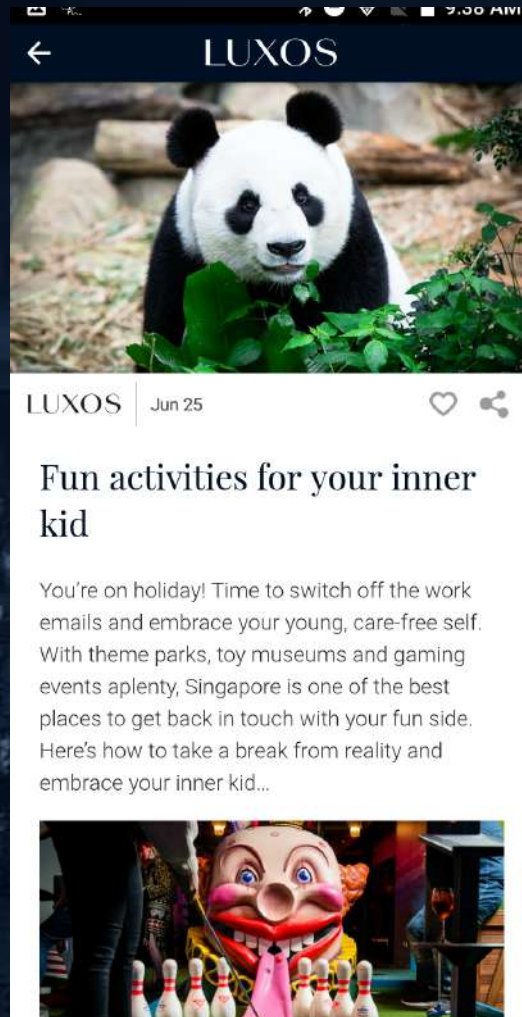 9:38 AM
LUXOS
LUXOS
Jun 25
Fun activities for your inner
kid
You're on holiday! Time to switch off the work
emails and embrace your young, care-free self.
With theme parks, toy museums and gaming
events aplenty, Singapore is one of the best
places to get back in touch with your fun side.
Here's how to take a break from reality and
embrace your inner kid...